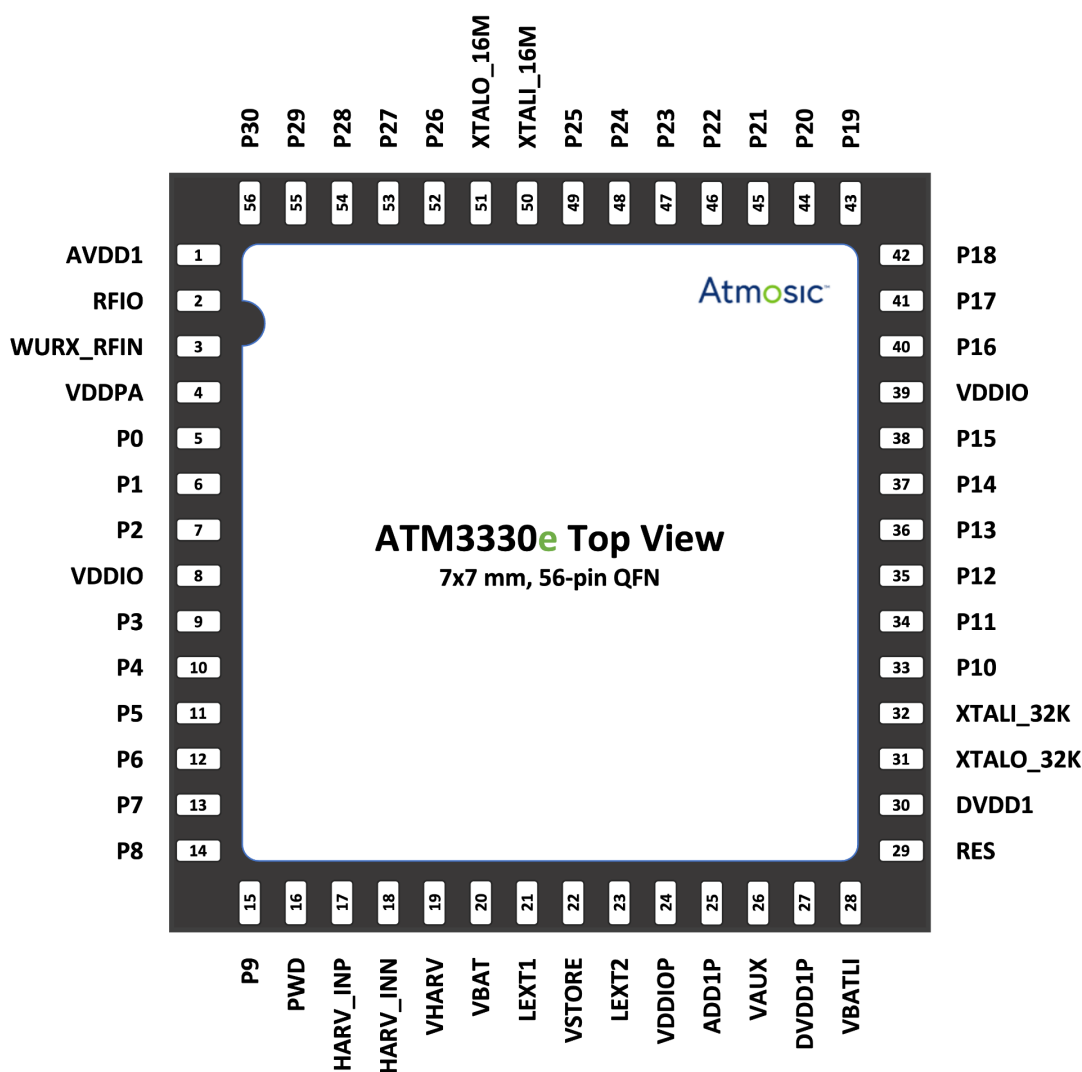 XTALO_16M
XTALI_16M
P30
P29
P28
P27
P26
P25
P24
P23
P22
P21
P20
P19
56
55
54
53
52
51
50
49
48
47
46
45
44
43
AVDD1 1
RFIO 2
WURX_RFIN 3
VDDPA 4
P0 5
P1 6
P2 7
VDDIO 8
P3 9
P4 10
P5 11
P6 12
P7 13
P8 14
Atmosic™
ATM3330e Top View
7x7 mm, 56-pin QFN
42 P18
41 P17
40 P16
39 VDDIO
38 P15
37 P14
36 P13
35 P12
34 P11
33 P10
32 XTALI_32K
31 XTALO_32K
30 DVDD1
29 RES
15
16
17
18
19
20
21
22
23
24
25
26
27
28
P9
PWD
HARV_INP
HARV_INN
VHARV
VBAT
LEXT1
VSTORE
LEXT2
VDDIOP
ADD1P
VAUX
DVDD1P
VBATLI